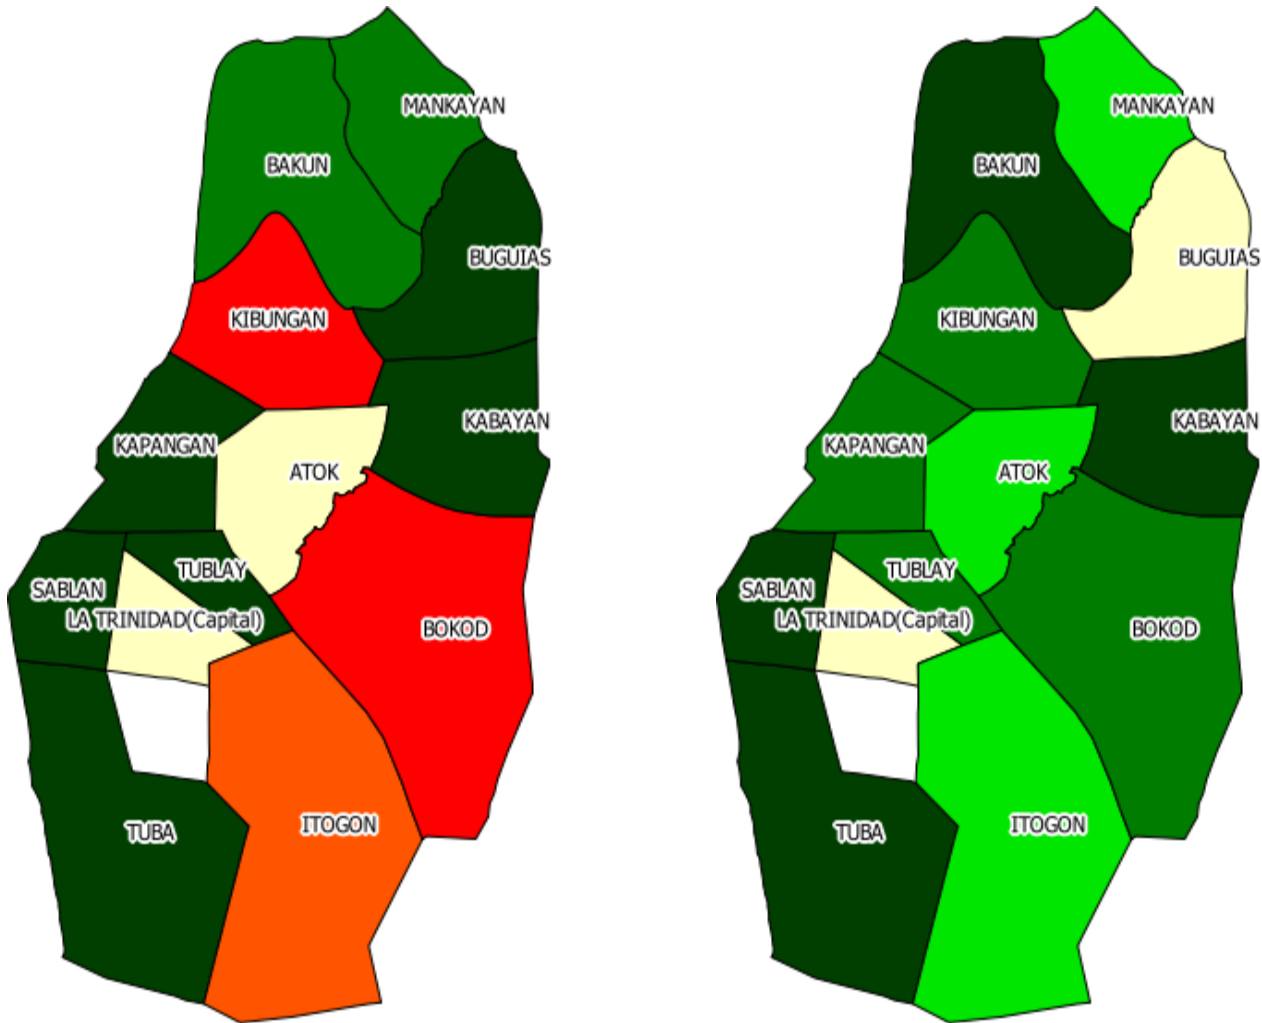 MANKAYAN
BAKUN
BUGUIAS
KIBUNGAN
KABAYAN
KAPANGAN
ATOK
TUBLAY
SABLAN
LA TRINIDAD(Capital)
BOKOD
ITOGON
TUBA
MANKAYAN
BAKUN
BUGUIAS
KIBUNGAN
KABAYAN
KAPANGAN
ATOK
TUBLAY
SABLAN
LA TRINIDAD(Capital)
BOKOD
ITOGON
TUBA